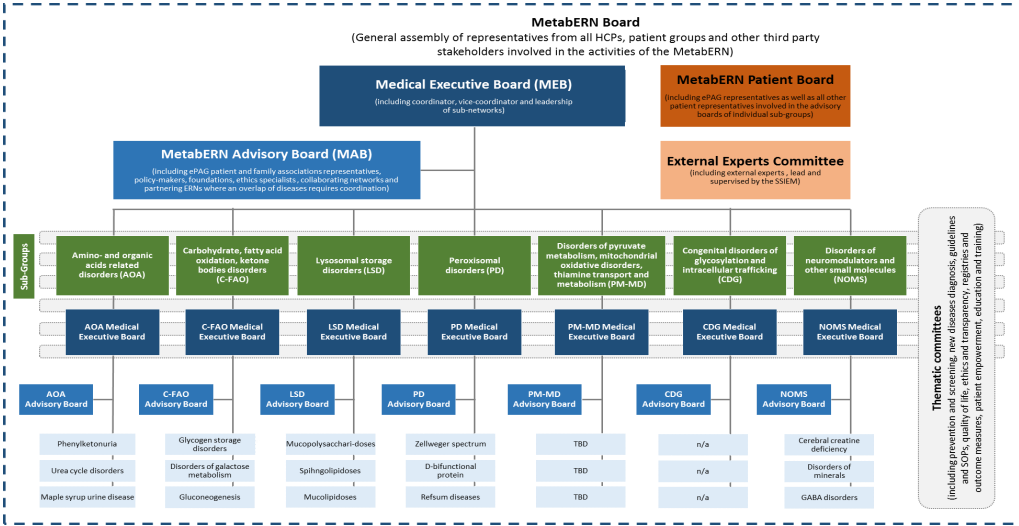 MetabERN Board
(General assembly of representatives from all HCPs, patient groups and other third party
stakeholders involved in the activities of the MetabERN)
Medical Executive Board (MEB)
(including coordinator, vice-coordinator and leadership
of sub-networks)
MetabERN Patient Board
(including ePAG representatives as well as all other
patient representatives involved in the advisory
boards of individual sub-groups)
MetabERN Advisory Board (MAB)
(including ePAG patient and family associations representatives,
policy-makers, foundations, ethics specialists , collaborating networks and
partnering ERNs where an overlap of diseases requires coordination)
External Experts Committee
(including external experts , lead and
supervised by the SSIEM)
Sub-Groups
Amino- and organic
acids related
disorders (AOA)
Carbohydrate, fatty acid
oxidation, ketone
bodies disorders
(C-FAO)
Lysosomal storage
disorders (LSD)
Peroxisomal
disorders (PD)
Disorders of pyruvate
metabolism, mitochondrial
oxidative disorders,
thiamine transport and
metabolism (PM-MD)
Congenital disorders of
glycosylation and
intracellular trafficking
(CDG)
Disorders of
neuromodulators and
other small molecules
(NOMS)
AOA Medical
Executive Board
C-FAO Medical
Executive Board
LSD Medical
Executive Board
PD Medical
Executive Board
PM-MD Medical
Executive Board
CDG Medical
Executive Board
NOMS Medical
Executive Board
AOA
Advisory Board
C-FAO
Advisory Board
LSD
Advisory Board
PD
Advisory Board
PM-MD
Advisory Board
CDG
Advisory Board
NOMS
Advisory Board
Phenylketonuria
Glycogen storage
disorders
Mucopolysacchari-doses
Zellweger spectrum
TBD
n/a
Cerebral creatine
deficiency
Urea cycle disorders
Disorders of galactose
metabolism
Spihngolipidoses
D-bifunctional
protein
TBD
n/a
Disorders of
minerals
Maple syrup urine disease
Gluconeogenesis
Mucolipidoses
Refsum diseases
TBD
n/a
GABA disorders
Thematic committees
(including prevention and screening, new diseases diagnosis, guidelines
and SOPs, quality of life, ethics and transparency, registries and
outcome measures, patient empowerment, education and training)